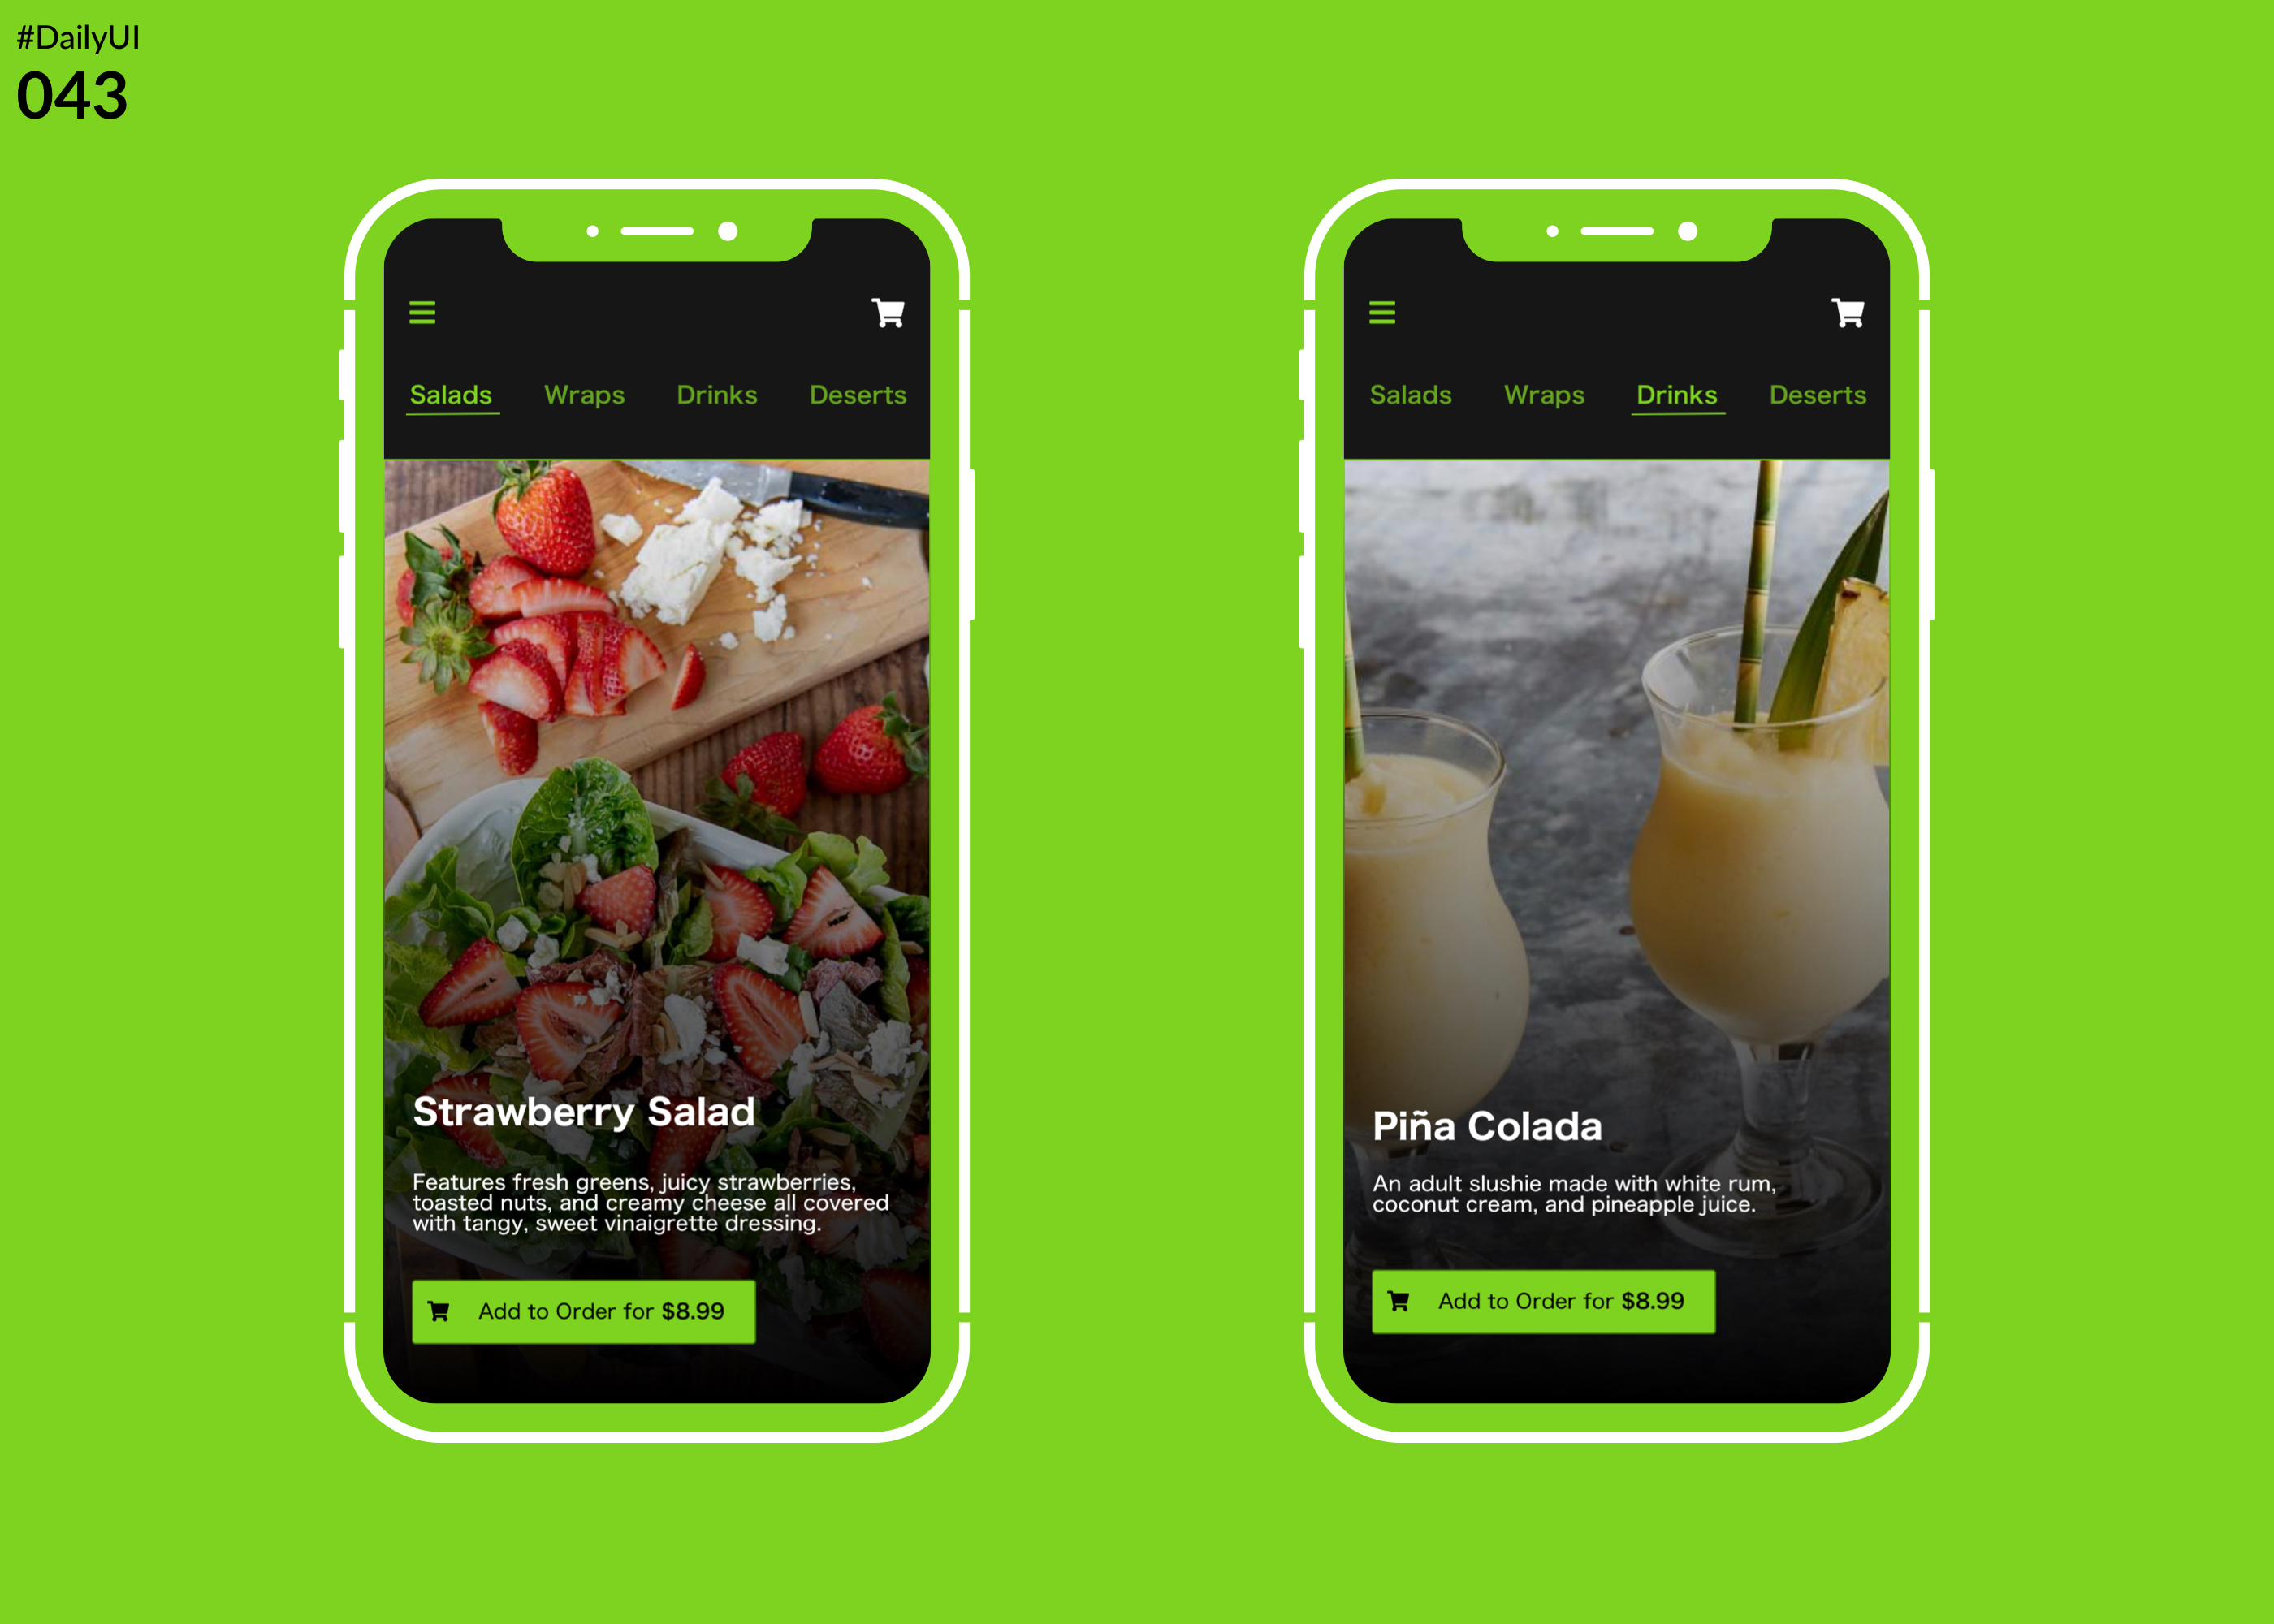 #DailyUI
043
Salads Wraps Drinks Deserts
Strawberry Salad
Features fresh greens, juicy strawberries,
toasted nuts, and creamy cheese all covered
with tangy, sweet vinaigrette dressing.
Add to Order for $8.99
Salads Wraps Drinks Deserts
Piña Colada
An adult slushie made with white rum,
coconut cream, and pineapple juice.
Add to Order for $8.99